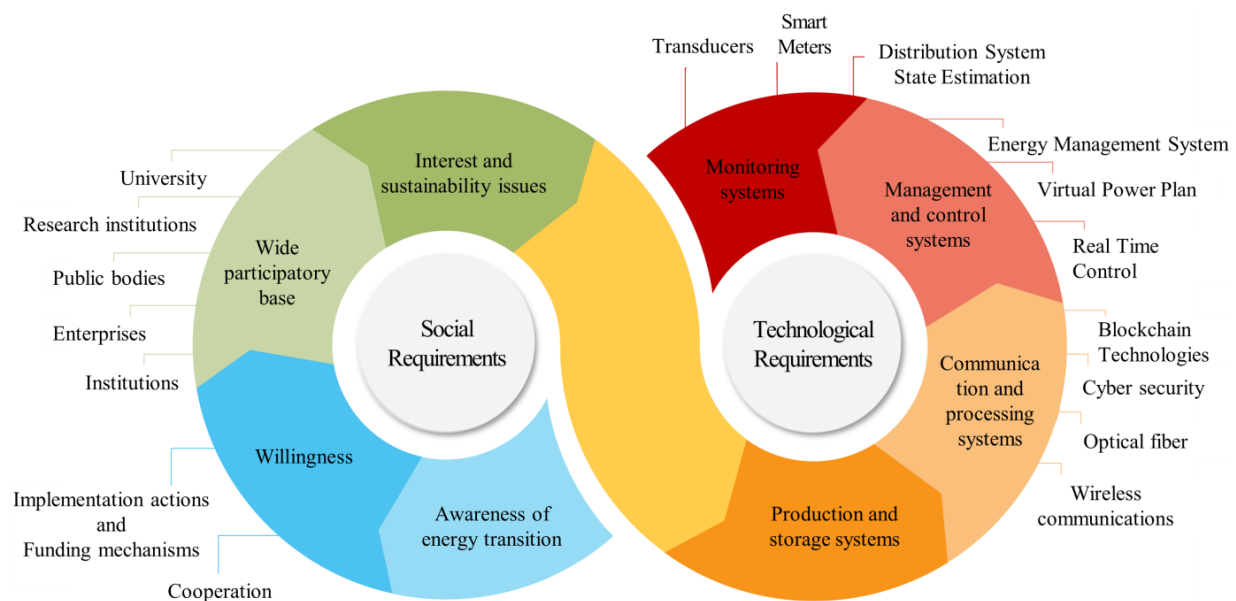 Transducers
Smart
Meters
Distribution System
State Estimation
Energy Management System
Virtual Power Plan
Real Time
Control
Blockchain
Technologies
Cyber security
Optical fiber
Wireless
communications
Monitoring
systems
Management
and control
systems
Communica
tion and
processing
systems
Production and
storage systems
Technological
Requirements
Interest and
sustainability issues
Wide
participatory
base
Willingness
Awareness of
energy transition
Social
Requirements
University
Research institutions
Public bodies
Enterprises
Institutions
Implementation actions
and
Funding mechanisms
Cooperation